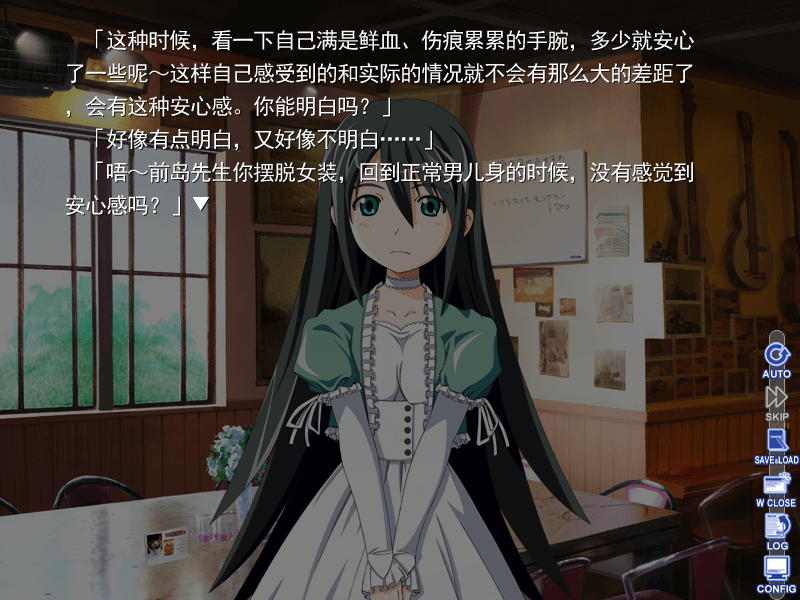 「这种时候，看一下自己满是鲜血、伤痕累累的手腕，多少就安心
了一些呢～这样自己感受到的和实际的情况就不会有那么大的差距了
，会有这种安心感。你能明白吗？」
「好像有点明白，又好像不明白……」
「唔～前岛先生你摆脱女装，回到正常男儿身的时候，没有感觉到
安心感吗？」▼
AUTO
SKIP
SAVE&LOAD
W CLOSE
LOG
CONFIG